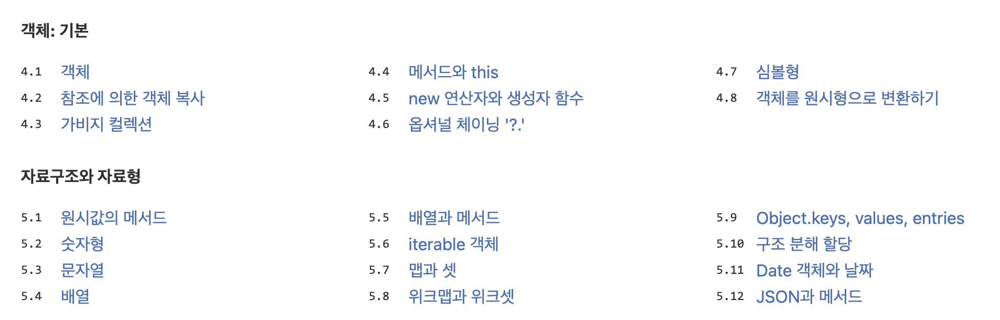 객체: 기본
4.1 객체
4.2 참조에 의한 객체 복사
4.3 가비지 컬렉션
4.4 메서드와 this
4.5 new 연산자와 생성자 함수
4.6 옵셔널 체이닝 '?.'
4.7 심볼형
4.8 객체를 원시형으로 변환하기
자료구조와 자료형
5.1 원시값의 메서드
5.2 숫자형
5.3 문자열
5.4 배열
5.5 배열과 메서드
5.6 iterable 객체
5.7 맵과 셋
5.8 위크맵과 위크셋
5.9 Object.keys, values, entries
5.10 구조 분해 할당
5.11 Date 객체와 날짜
5.12 JSON과 메서드